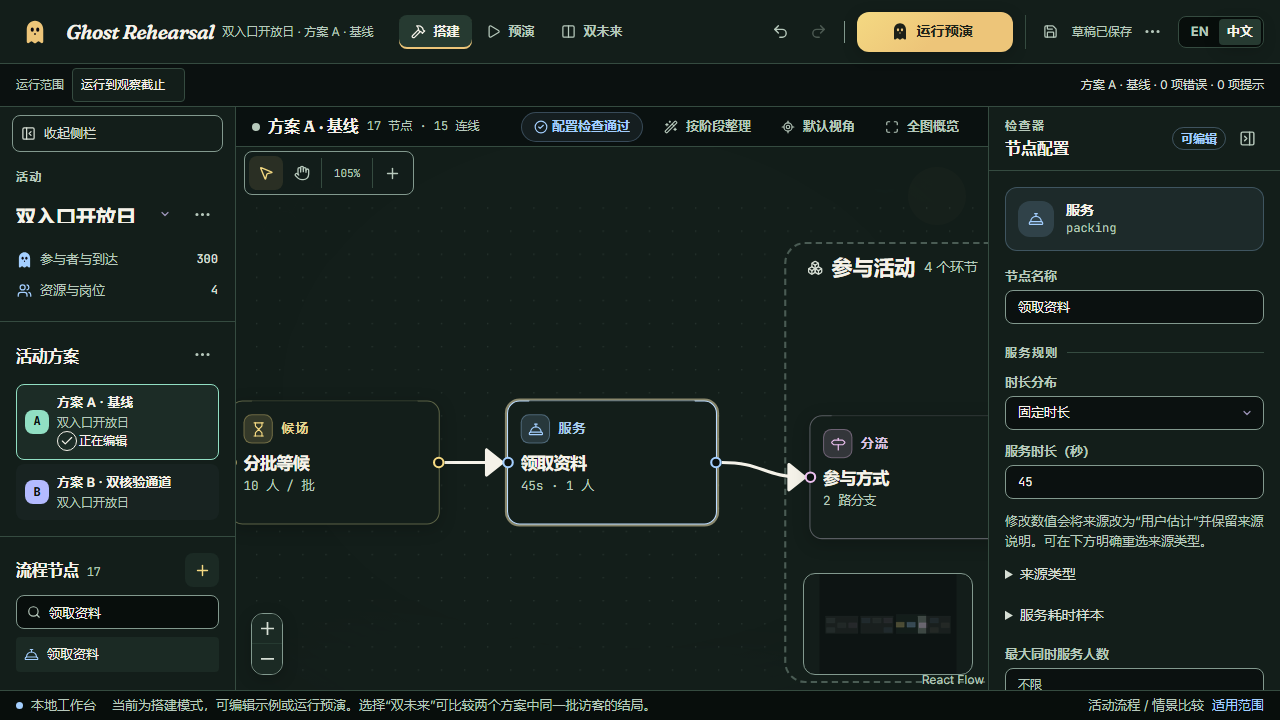 Ghost Rehearsal 双入口开放日 · 方案 A · 基线 搭建 预演 双未来 运行预演 草稿已保存 EN 中文
运行范围 运行到观察截止 方案 A · 基线 · 0 项错误 · 0 项提示
收起侧栏
活动
双入口开放日
参与者与到达 300
资源与岗位 4
活动方案
A 方案 A · 基线
双入口开放日
正在编辑
B 方案 B · 双核验通道
双入口开放日
流程节点 17
领取资料
领取资料
方案 A · 基线 17 节点 · 15 连线 配置检查通过 按阶段整理 默认视角 全图概览
105%
参与活动 4 个环节
候场
分批等候
10 人 / 批
服务
领取资料
45s · 1 人
分流
参与方式
2 路分支
React Flow
检查器
节点配置 可编辑
服务
packing
节点名称
领取资料
服务规则
时长分布
固定时长
服务时长（秒）
45
修改数值会将来源改为“用户估计”并保留来源
说明。可在下方明确重选来源类型。
来源类型
服务耗时样本
最大同时服务人数
不限
本地工作台 当前为搭建模式，可编辑示例或运行预演。选择“双未来”可比较两个方案中同一批访客的结局。 活动流程 / 情景比较 适用范围